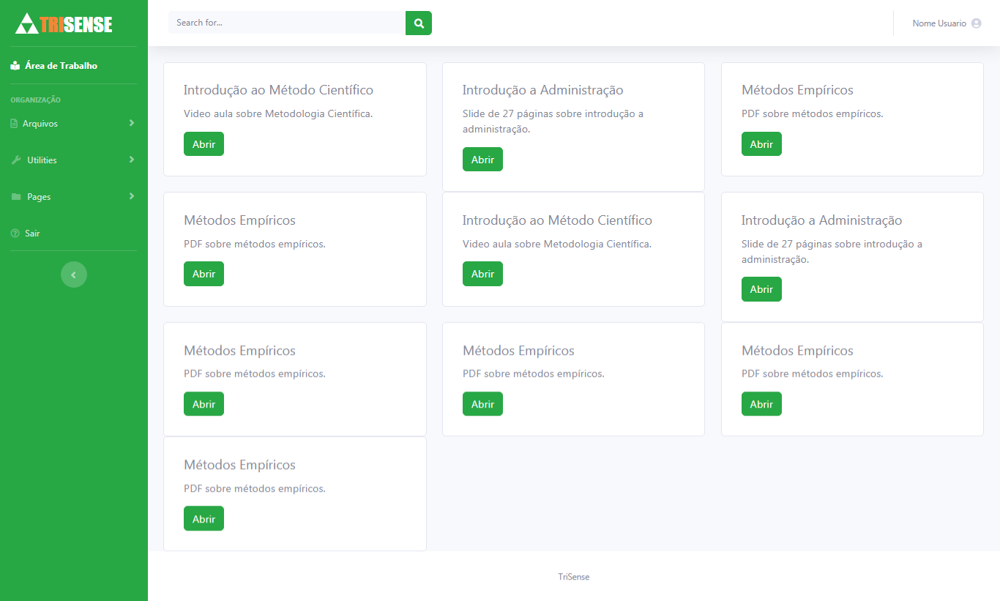 TRISENSE
Search for...
Nome Usuario
Área de Trabalho
ORGANIZAÇÃO
Arquivos
Utilities
Pages
Sair
Introdução ao Método Científico
Video aula sobre Metodologia Científica.
Abrir
Introdução a Administração
Slide de 27 páginas sobre introdução a
administração.
Abrir
Métodos Empíricos
PDF sobre métodos empíricos.
Abrir
Métodos Empíricos
PDF sobre métodos empíricos.
Abrir
Introdução ao Método Científico
Video aula sobre Metodologia Científica.
Abrir
Introdução a Administração
Slide de 27 páginas sobre introdução a
administração.
Abrir
Métodos Empíricos
PDF sobre métodos empíricos.
Abrir
Métodos Empíricos
PDF sobre métodos empíricos.
Abrir
Métodos Empíricos
PDF sobre métodos empíricos.
Abrir
Métodos Empíricos
PDF sobre métodos empíricos.
Abrir
TriSense